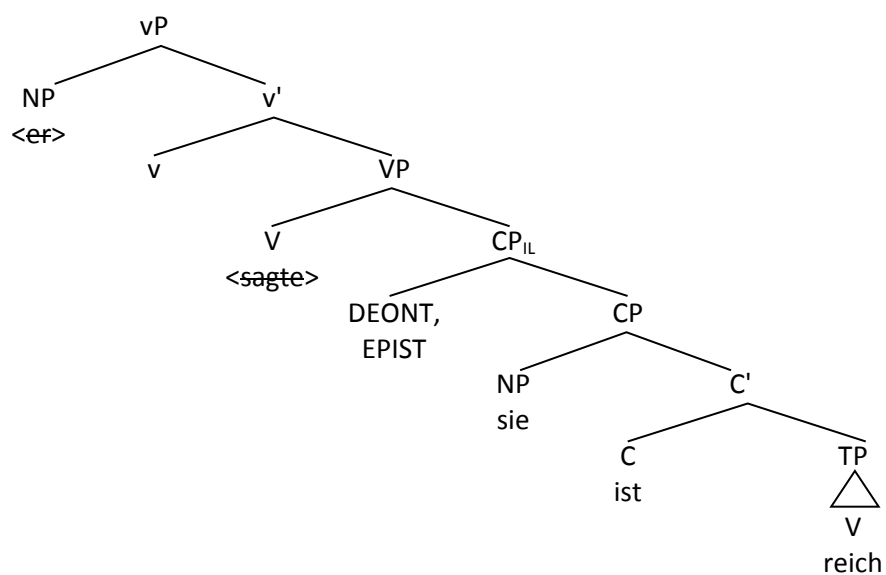 vP
NP v'
<er>
v VP
V CP_IL
<sagte>
DEONT, CP
EPIST
NP C'
sie
C TP
ist
V
reich